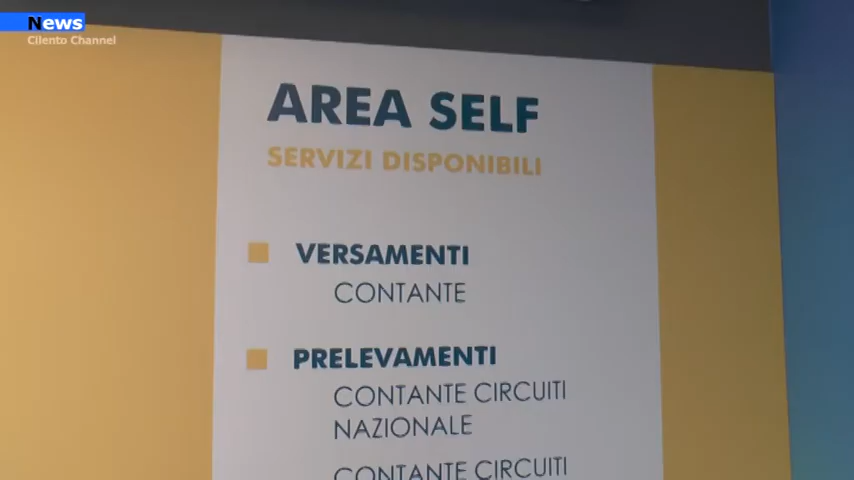 News
Cilento Channel
AREA SELF
SERVIZI DISPONIBILI
VERSAMENTI
CONTANTE
PRELEVAMENTI
CONTANTE CIRCUITI
NAZIONALE
CONTANTE CIRCUITI